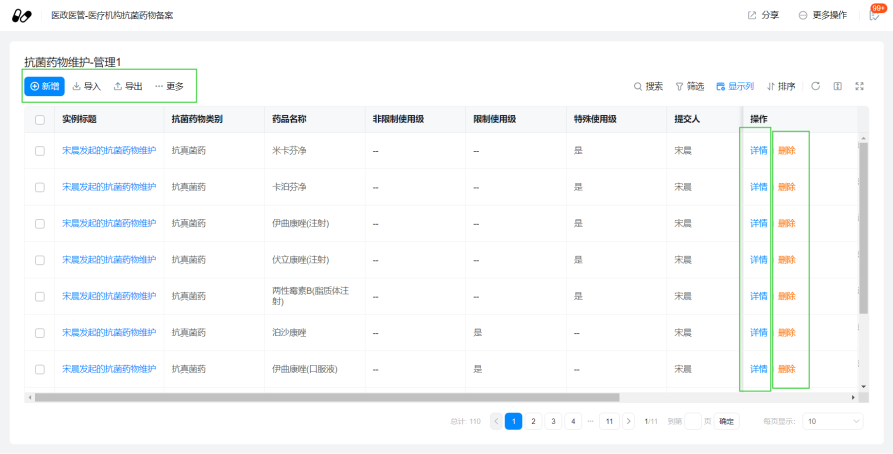 医政医管-医疗机构抗菌药物备案 分享 更多操作 99+
抗菌药物维护-管理1
新增 导入 导出 ··· 更多 搜索 筛选 显示列 排序
实例标题 抗菌药物类别 药品名称 非限制使用级 限制使用级 特殊使用级 提交人 操作
宋晨发起的抗菌药物维护 抗真菌药 米卡芬净 -- -- 是 宋晨 详情 删除
宋晨发起的抗菌药物维护 抗真菌药 卡泊芬净 -- -- 是 宋晨 详情 删除
宋晨发起的抗菌药物维护 抗真菌药 伊曲康唑(注射) -- -- 是 宋晨 详情 删除
宋晨发起的抗菌药物维护 抗真菌药 伏立康唑(注射) -- -- 是 宋晨 详情 删除
宋晨发起的抗菌药物维护 抗真菌药 两性霉素B(脂质体注射) -- -- 是 宋晨 详情 删除
宋晨发起的抗菌药物维护 抗真菌药 泊沙康唑 -- 是 -- 宋晨 详情 删除
宋晨发起的抗菌药物维护 抗真菌药 伊曲康唑(口服液) -- 是 -- 宋晨 详情 删除
总计 110 < 1 2 3 4 ··· 11 > 1/11 到第 页 确定 每页显示: 10